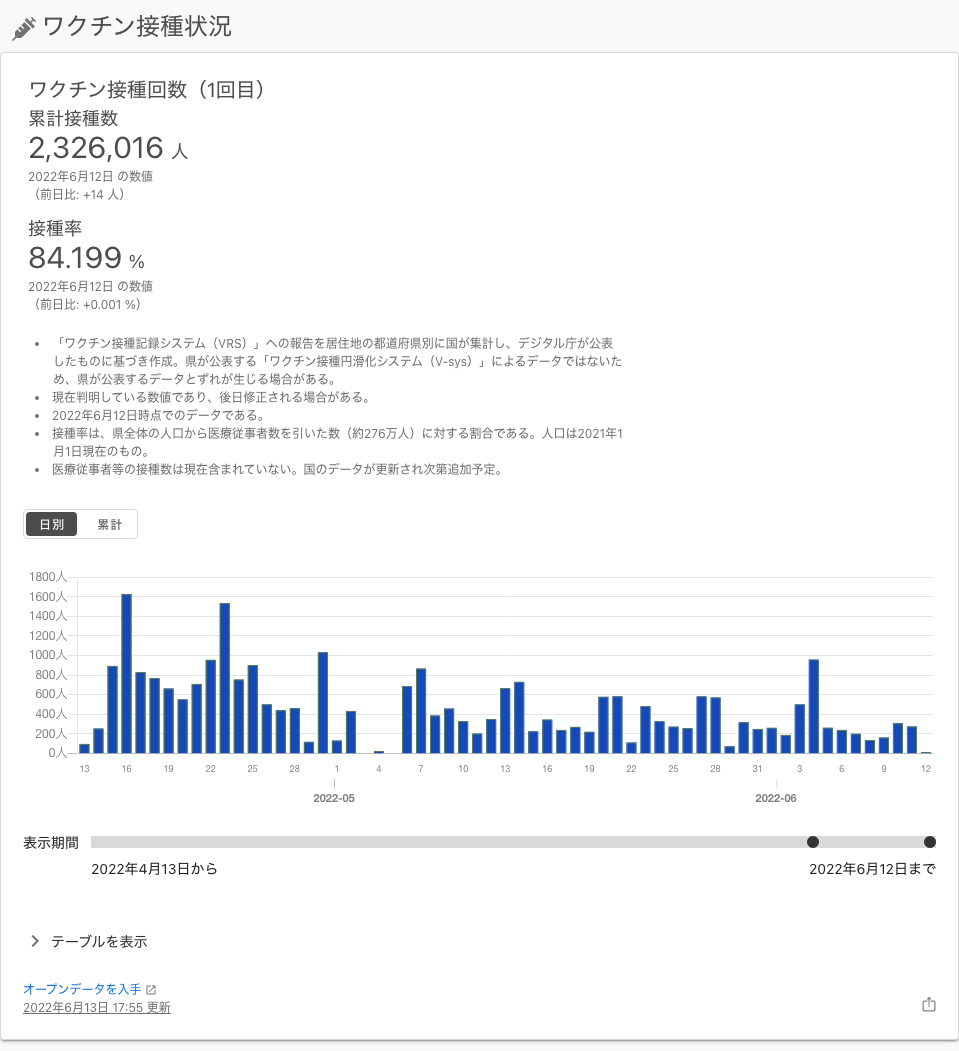 ワクチン接種状況
ワクチン接種回数（1回目）
累計接種数
2,326,016 人
2022年6月12日 の数値
（前日比: +14 人）
接種率
84.199 %
2022年6月12日 の数値
（前日比: +0.001 %）
• 「ワクチン接種記録システム（VRS）」への報告を居住地の都道府県別に国が集計し、デジタル庁が公表
したものに基づき作成。県が公表する「ワクチン接種円滑化システム（V-sys）」によるデータではないた
め、県が公表するデータとずれが生じる場合がある。
• 現在判明している数値であり、後日修正される場合がある。
• 2022年6月12日時点でのデータである。
• 接種率は、県全体の人口から医療従事者数を引いた数（約276万人）に対する割合である。人口は2021年1
月1日現在のもの。
• 医療従事者等の接種数は現在含まれていない。国のデータが更新され次第追加予定。
日別 累計
1800人
1600人
1400人
1200人
1000人
800人
600人
400人
200人
0人
13 16 19 22 25 28 1 4 7 10 13 16 19 22 25 28 31 3 6 9 12
2022-05 2022-06
表示期間
2022年4月13日から 2022年6月12日まで
テーブルを表示
オープンデータを入手
2022年6月13日 17:55 更新